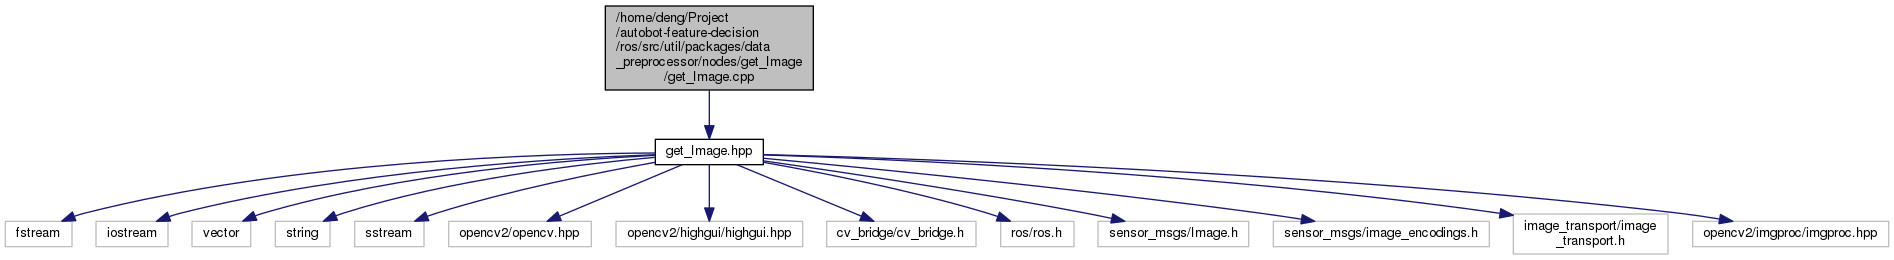 /home/deng/Project
/autobot-feature-decision
/ros/src/util/packages/data
_preprocessor/nodes/get_Image
/get_Image.cpp
get_Image.hpp
fstream
iostream
vector
string
sstream
opencv2/opencv.hpp
opencv2/highgui/highgui.hpp
cv_bridge/cv_bridge.h
ros/ros.h
sensor_msgs/Image.h
sensor_msgs/image_encodings.h
image_transport/image
_transport.h
opencv2/imgproc/imgproc.hpp